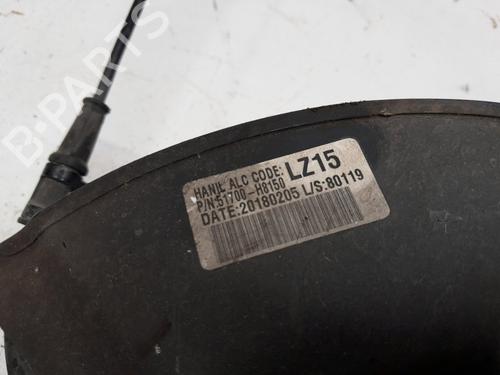 B-PARTS
HANIL ALC CODE: LZ15
P/N:51700-H8150
DATE:20180205 L/S:80119